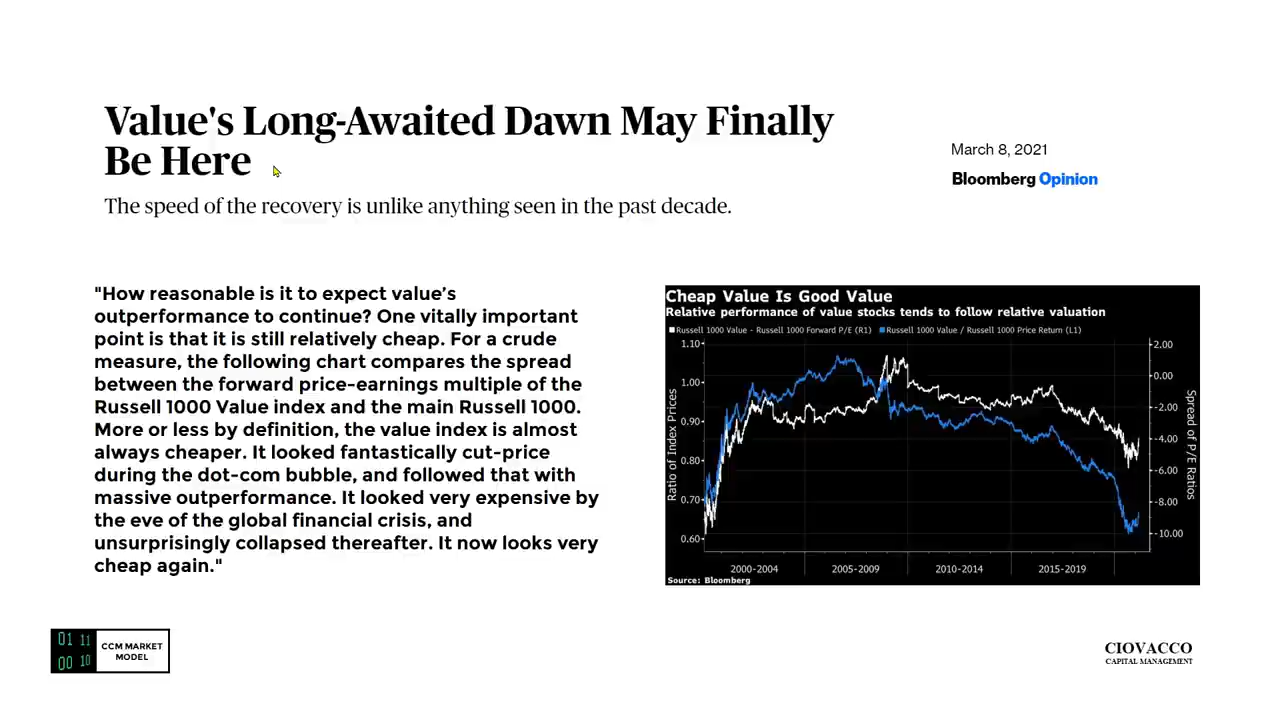 Value's Long-Awaited Dawn May Finally
Be Here
The speed of the recovery is unlike anything seen in the past decade.
March 8, 2021
Bloomberg Opinion
"How reasonable is it to expect value’s
outperformance to continue? One vitally important
point is that it is still relatively cheap. For a crude
measure, the following chart compares the spread
between the forward price-earnings multiple of the
Russell 1000 Value index and the main Russell 1000.
More or less by definition, the value index is almost
always cheaper. It looked fantastically cut-price
during the dot-com bubble, and followed that with
massive outperformance. It looked very expensive by
the eve of the global financial crisis, and
unsurprisingly collapsed thereafter. It now looks very
cheap again."
Cheap Value Is Good Value
Relative performance of value stocks tends to follow relative valuation
Russell 1000 Value - Russell 1000 Forward P/E (R1)
Russell 1000 Value / Russell 1000 Price Return (L1)
Ratio of Index Prices
1.10
1.00
0.90
0.80
0.70
0.60
2.00
0.00
-2.00
-4.00
-6.00
-8.00
-10.00
Spread of P/E Ratios
2000-2004
2005-2009
2010-2014
2015-2019
Source: Bloomberg
01 11
00 10
CCM MARKET
MODEL
CIOVACCO
CAPITAL MANAGEMENT